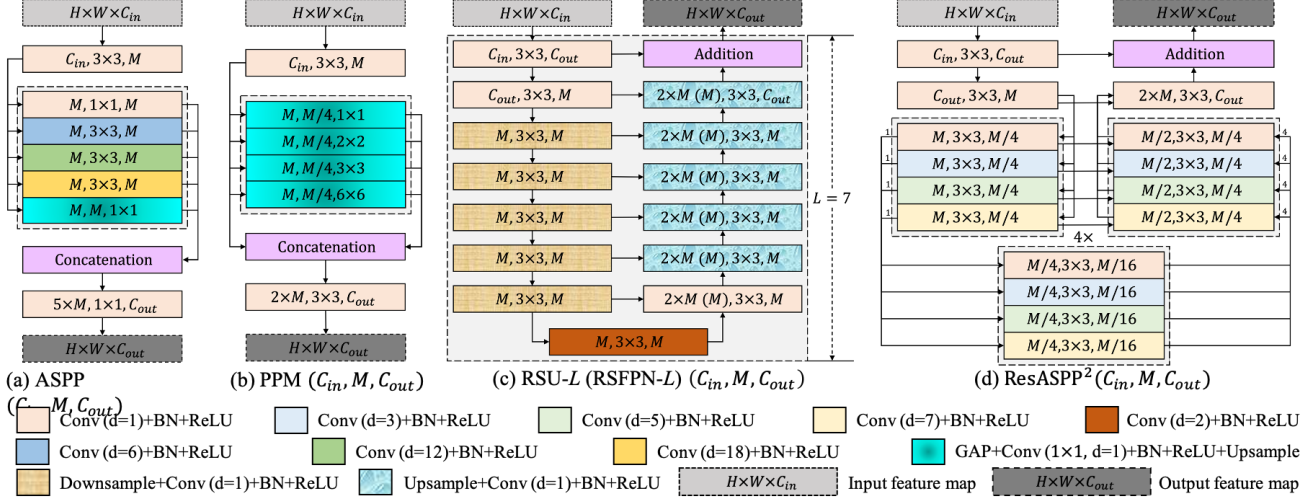 H×W×C_in
C_in, 3×3, M
M, 1×1, M
M, 3×3, M
M, 3×3, M
M, 3×3, M
M, M, 1×1
Concatenation
5×M, 1×1, C_out
H×W×C_out
(a) ASPP
M, C_out)
H×W×C_in
C_in, 3×3, M
M, M/4, 1×1
M, M/4, 2×2
M, M/4, 3×3
M, M/4, 6×6
Concatenation
2×M, 3×3, C_out
H×W×C_out
(b) PPM (C_in, M, C_out)
H×W×C_in H×W×C_out
C_in, 3×3, C_out Addition
C_out, 3×3, M 2×M (M), 3×3, C_out
M, 3×3, M 2×M (M), 3×3, M
M, 3×3, M 2×M (M), 3×3, M
M, 3×3, M 2×M (M), 3×3, M
M, 3×3, M 2×M (M), 3×3, M
M, 3×3, M 2×M (M), 3×3, M
M, 3×3, M
L = 7
(c) RSU-L (RSFPN-L) (C_in, M, C_out)
H×W×C_in H×W×C_out
C_in, 3×3, C_out Addition
C_out, 3×3, M 2×M, 3×3, C_out
1 M, 3×3, M/4 M/2,3×3, M/4 4
1 M, 3×3, M/4 M/2,3×3, M/4 4
1 M, 3×3, M/4 M/2,3×3, M/4 4
1 M, 3×3, M/4 M/2,3×3, M/4 4
4×
M/4,3×3, M/16
M/4,3×3, M/16
M/4,3×3, M/16
M/4,3×3, M/16
(d) ResASPP²(C_in, M, C_out)
Conv (d=1)+BN+ReLU Conv (d=3)+BN+ReLU Conv (d=5)+BN+ReLU Conv (d=7)+BN+ReLU Conv (d=2)+BN+ReLU
Conv (d=6)+BN+ReLU Conv (d=12)+BN+ReLU Conv (d=18)+BN+ReLU GAP+Conv (1×1, d=1)+BN+ReLU+Upsample
Downsample+Conv (d=1)+BN+ReLU Upsample+Conv (d=1)+BN+ReLU H×W×C_in Input feature map H×W×C_out Output feature map